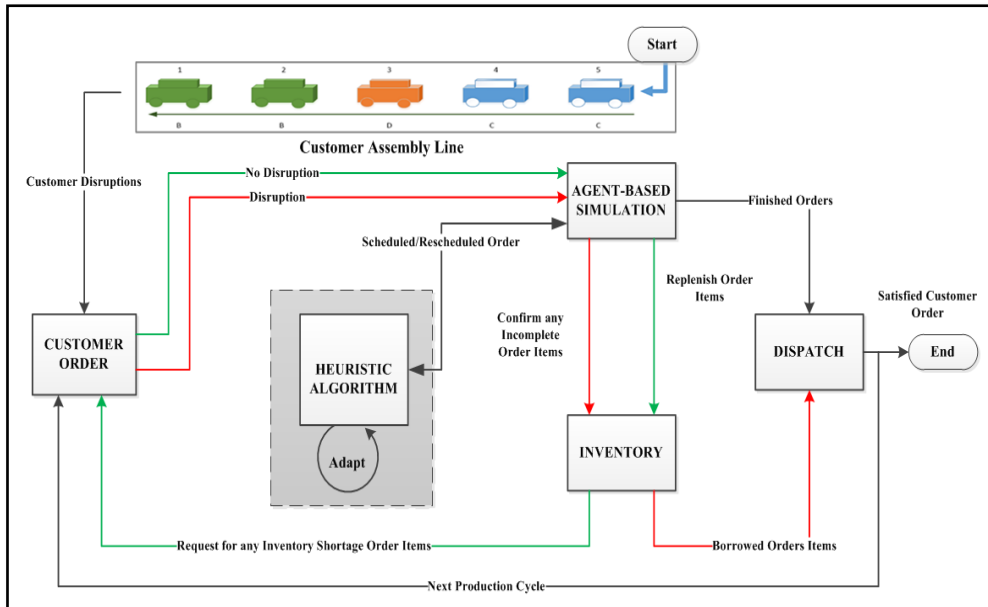 Start
1 2 3 4 5
B B D C C
Customer Assembly Line
Customer Disruptions
No Disruption
Disruption
AGENT-BASED
SIMULATION
Finished Orders
Scheduled/Rescheduled Order
Replenish Order
Items
Satisfied Customer
Order
Confirm any
Incomplete
Order Items
CUSTOMER
ORDER
HEURISTIC
ALGORITHM
Adapt
DISPATCH
End
INVENTORY
Request for any Inventory Shortage Order Items
Borrowed Orders Items
Next Production Cycle